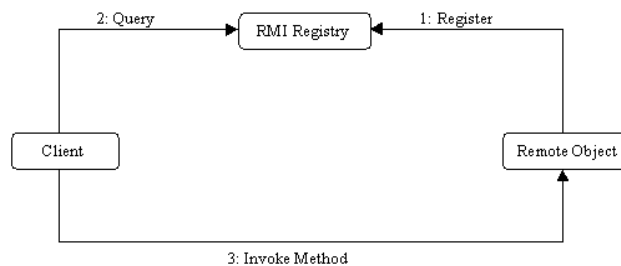 2: Query
1: Register
RMI Registry
Client
Remote Object
3: Invoke Method